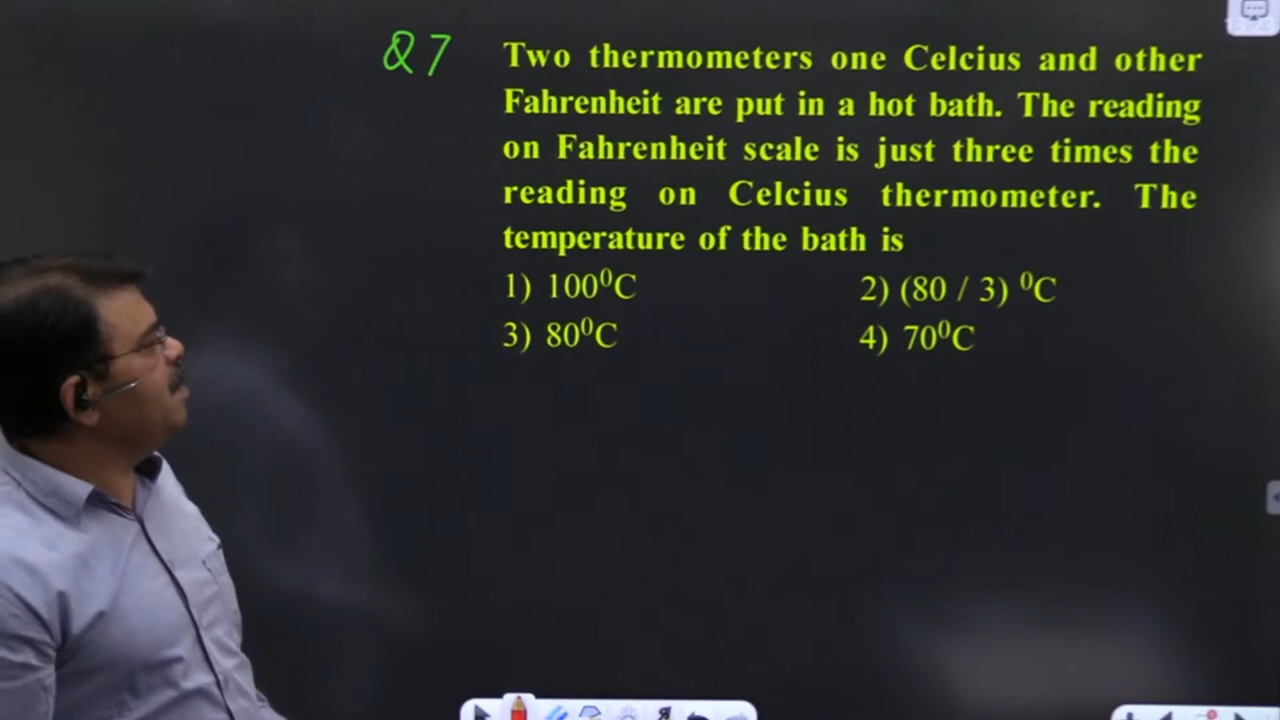 Q7 Two thermometers one Celcius and other
Fahrenheit are put in a hot bath. The reading
on Fahrenheit scale is just three times the
reading on Celcius thermometer. The
temperature of the bath is
1) 100⁰C 2) (80 / 3) ⁰C
3) 80⁰C 4) 70⁰C